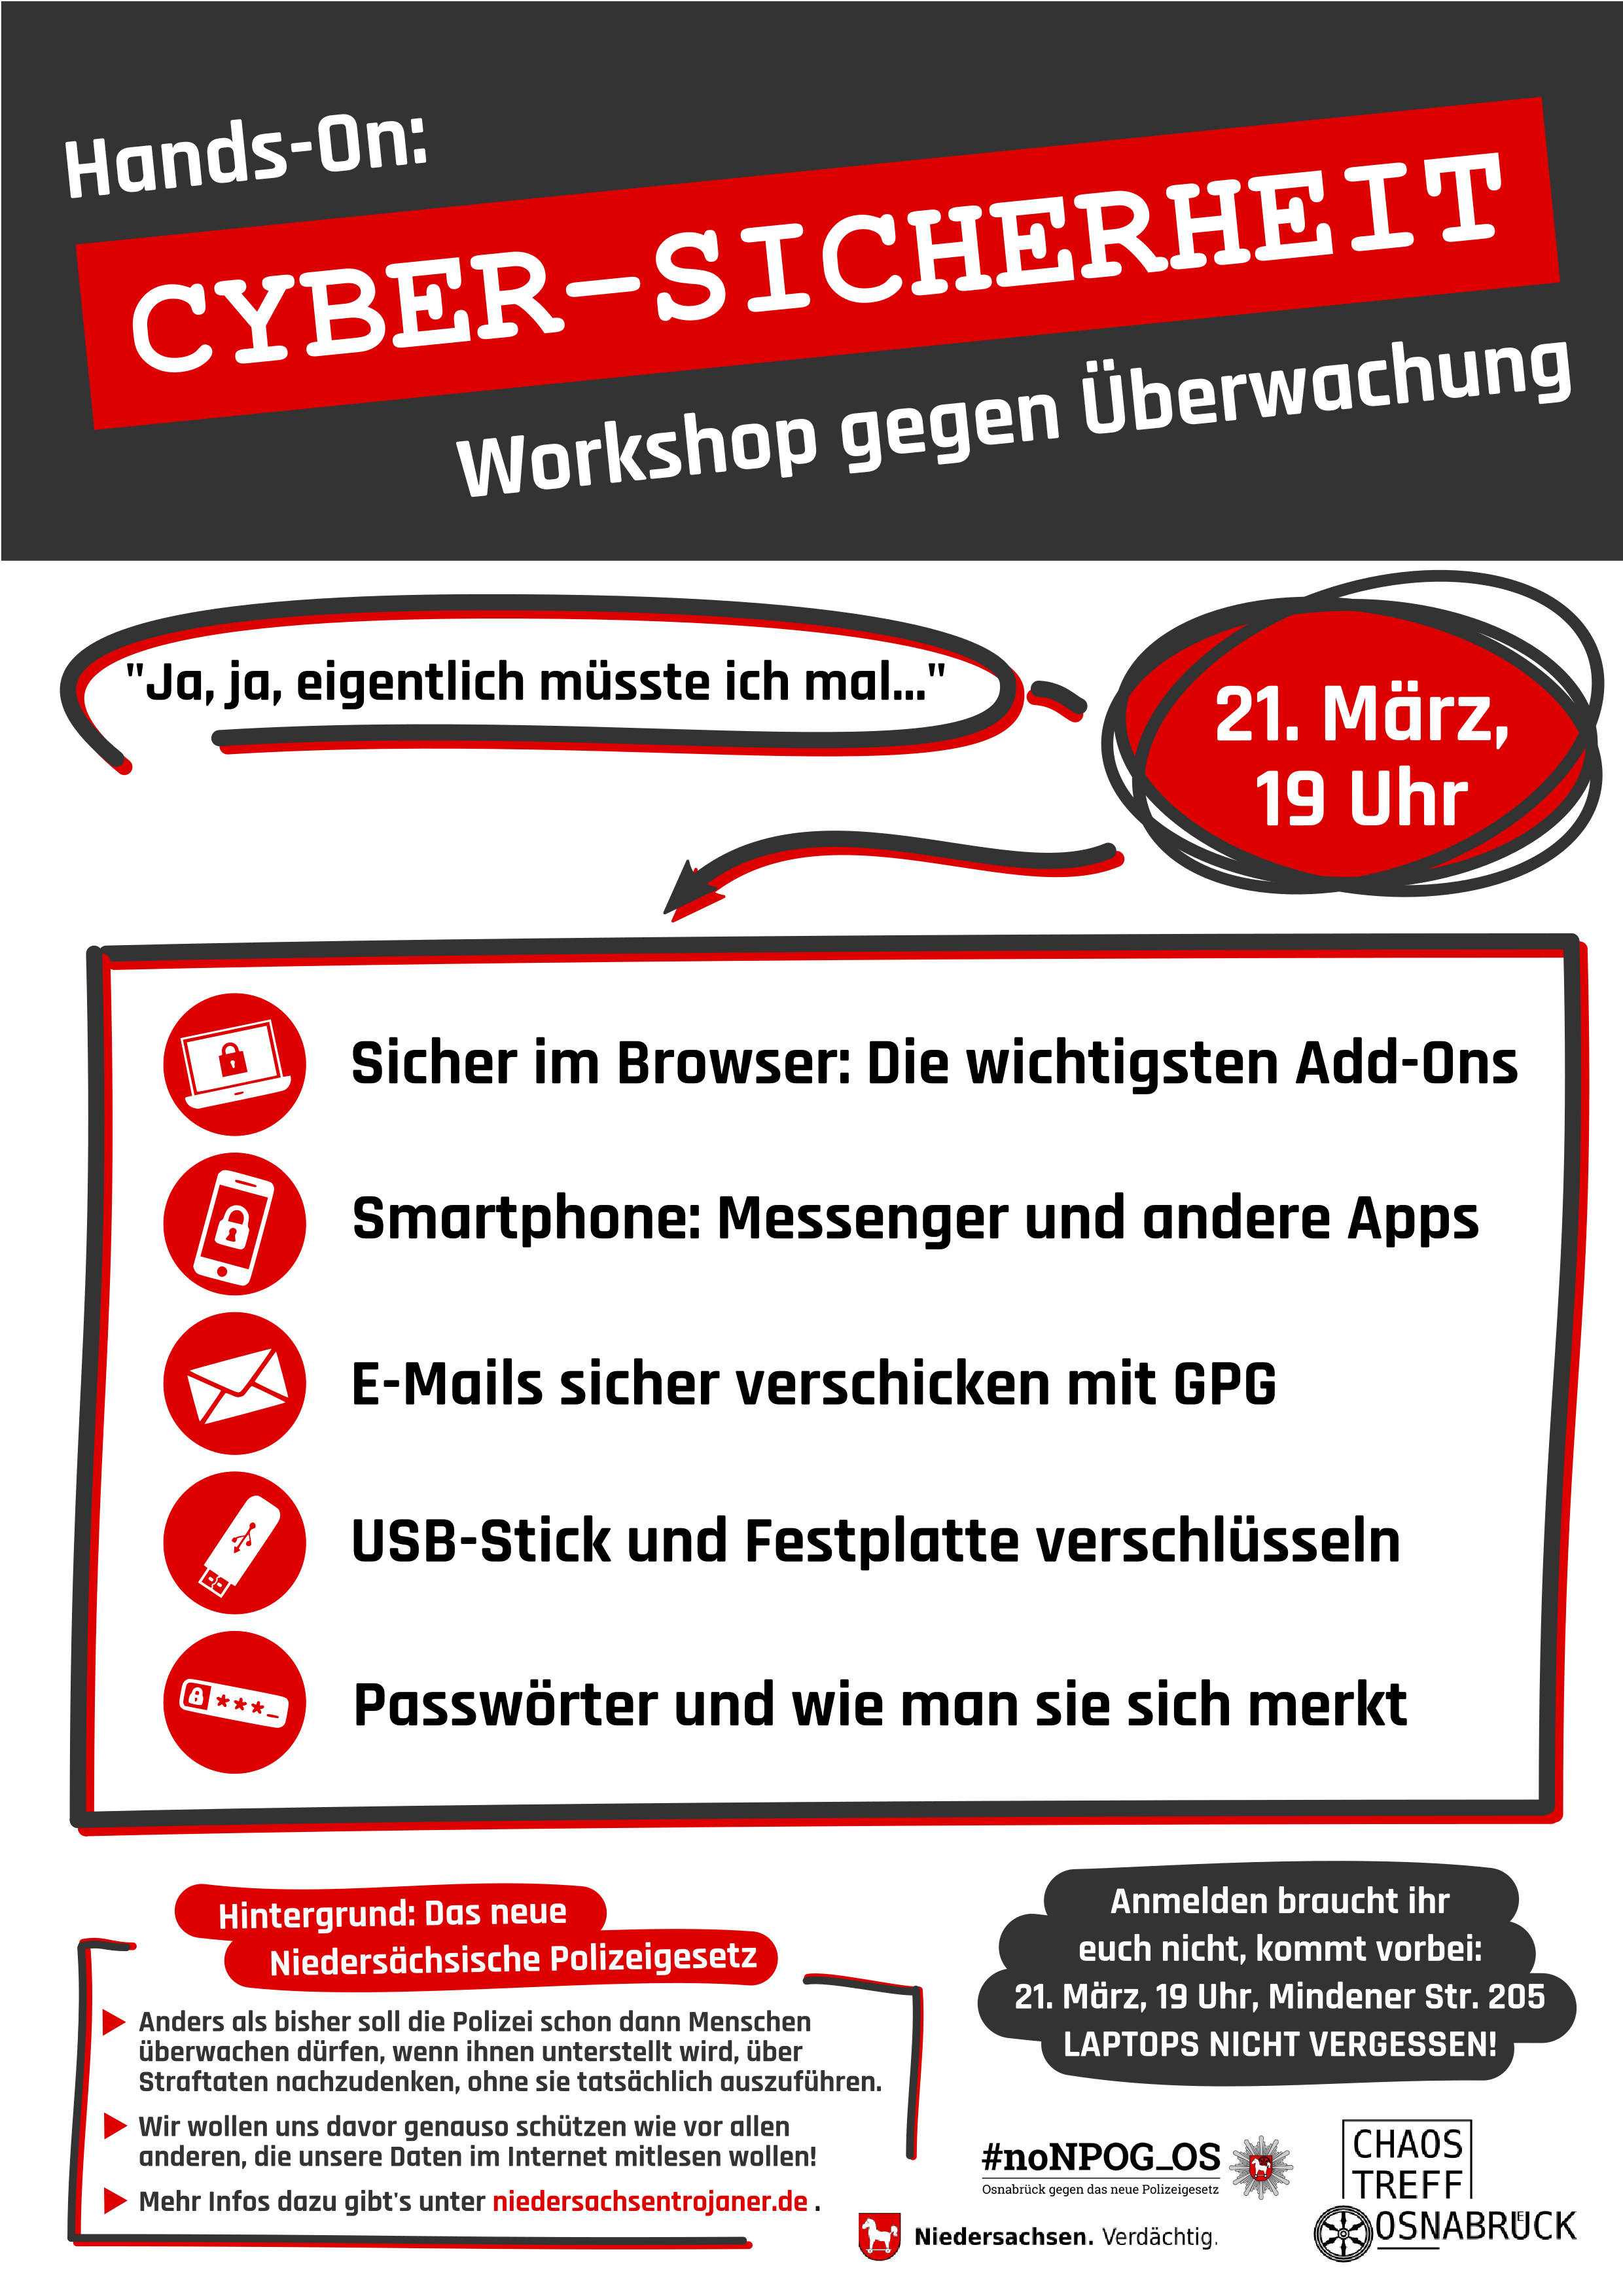 Hands-On:
CYBER-SICHERHEIT
Workshop gegen Überwachung
"Ja, ja, eigentlich müsste ich mal..."
21. März,
19 Uhr
Sicher im Browser: Die wichtigsten Add-Ons
Smartphone: Messenger und andere Apps
E-Mails sicher verschicken mit GPG
USB-Stick und Festplatte verschlüsseln
***_
Passwörter und wie man sie sich merkt
Hintergrund: Das neue
Niedersächsische Polizeigesetz
Anders als bisher soll die Polizei schon dann Menschen
überwachen dürfen, wenn ihnen unterstellt wird, über
Straftaten nachzudenken, ohne sie tatsächlich auszuführen.
Wir wollen uns davor genauso schützen wie vor allen
anderen, die unsere Daten im Internet mitlesen wollen!
Mehr Infos dazu gibt's unter niedersachsentrojaner.de .
Anmelden braucht ihr
euch nicht, kommt vorbei:
21. März, 19 Uhr, Mindener Str. 205
LAPTOPS NICHT VERGESSEN!
#noNPOG_OS
Osnabrück gegen das neue Polizeigesetz
Niedersachsen. Verdächtig.
CHAOS
TREFF
OSNABRÜCK